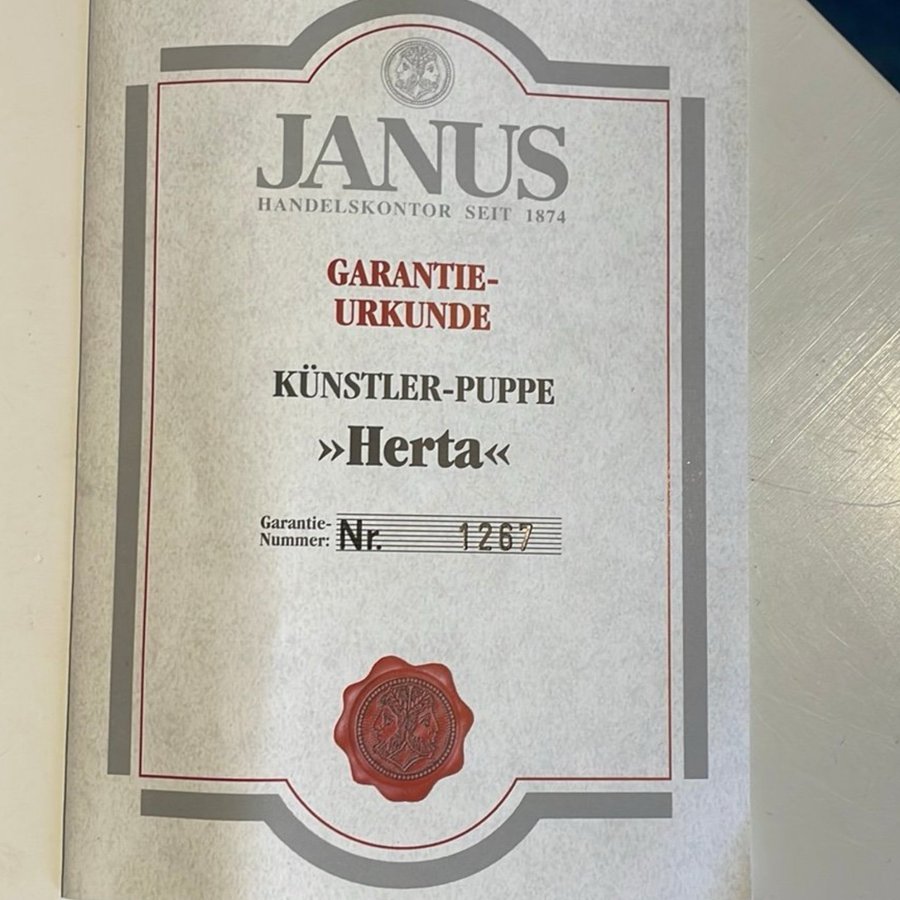 JANUS
HANDELSKONTOR SEIT 1874
GARANTIE-
URKUNDE
KÜNSTLER-PUPPE
»Herta«
Garantie-
Nummer: Nr. 1267